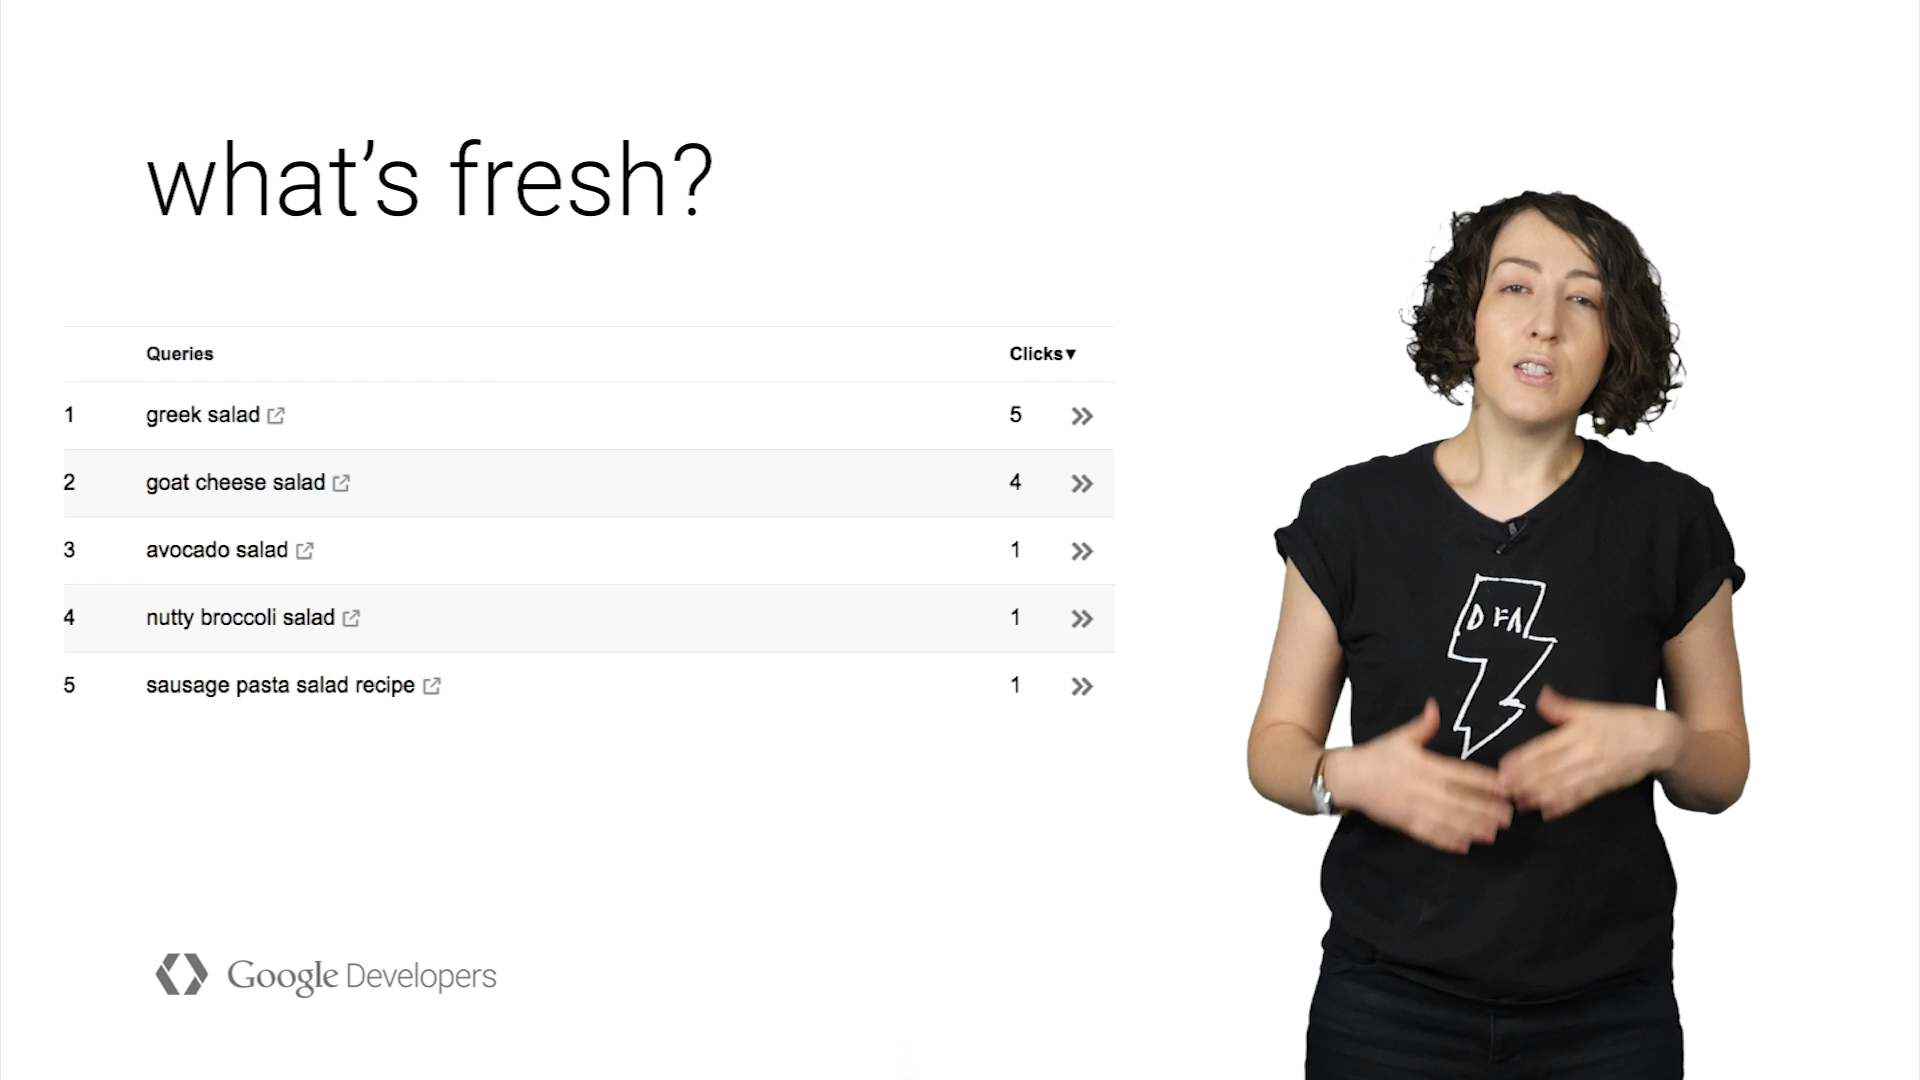 what's fresh?
Queries Clicks▼
1 greek salad 5 »
2 goat cheese salad 4 »
3 avocado salad 1 »
4 nutty broccoli salad 1 »
5 sausage pasta salad recipe 1 »
DFA
Google Developers